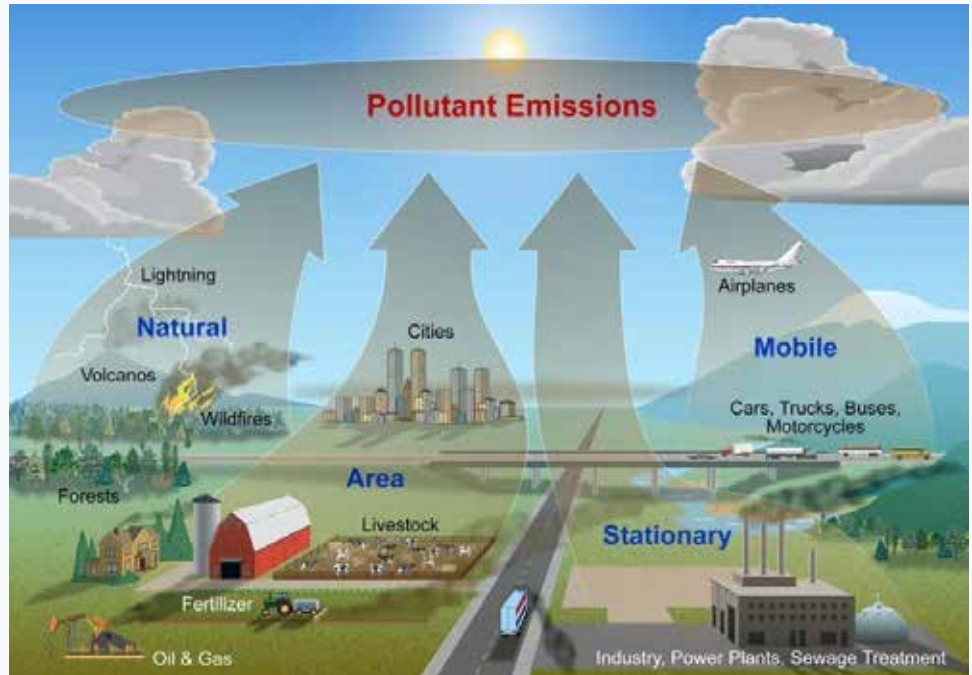 Pollutant Emissions
Lightning
Natural
Volcanos
Wildfires
Forests
Cities
Area
Livestock
Fertilizer
Oil & Gas
Airplanes
Mobile
Cars, Trucks, Buses,
Motorcycles
Stationary
Industry, Power Plants, Sewage Treatment